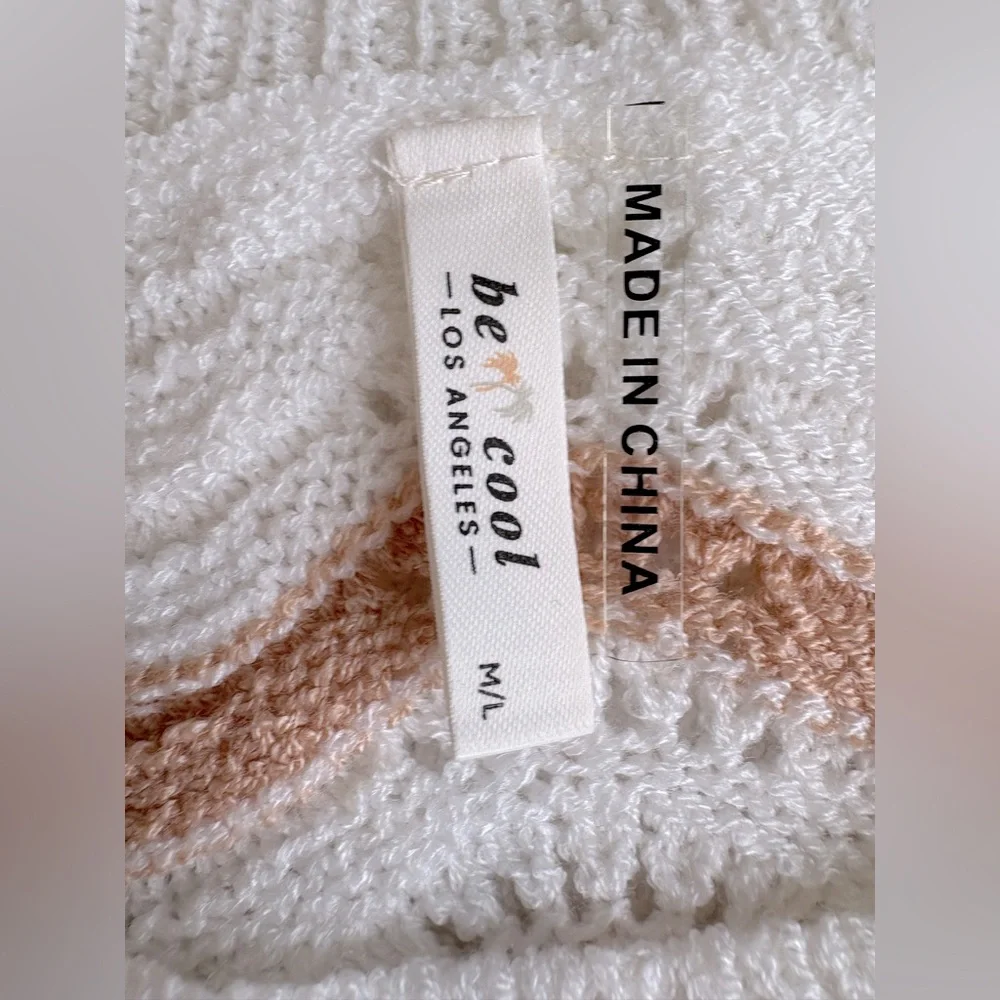 be cool
—LOS ANGELES—
M/L
MADE IN CHINA